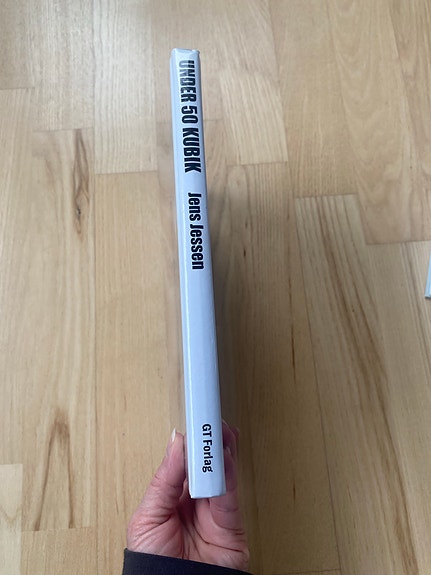 UNDER 50 KUBIK
Jens Jessen
GT Forlag